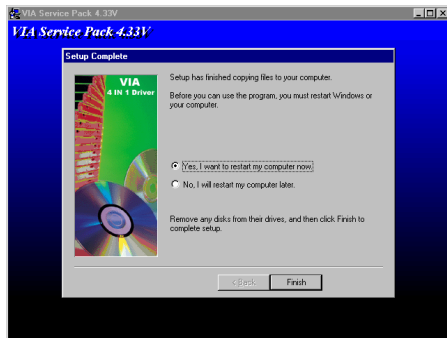 VIA Service Pack 4.33V
VIA Service Pack 4.33V
Setup Complete
VIA
4 IN 1 Driver
Setup has finished copying files to your computer.
Before you can use the program, you must restart Windows or
your computer.
Yes, I want to restart my computer now.
No, I will restart my computer later.
Remove any disks from their drives, and then click Finish to
complete setup.
< Back
Finish